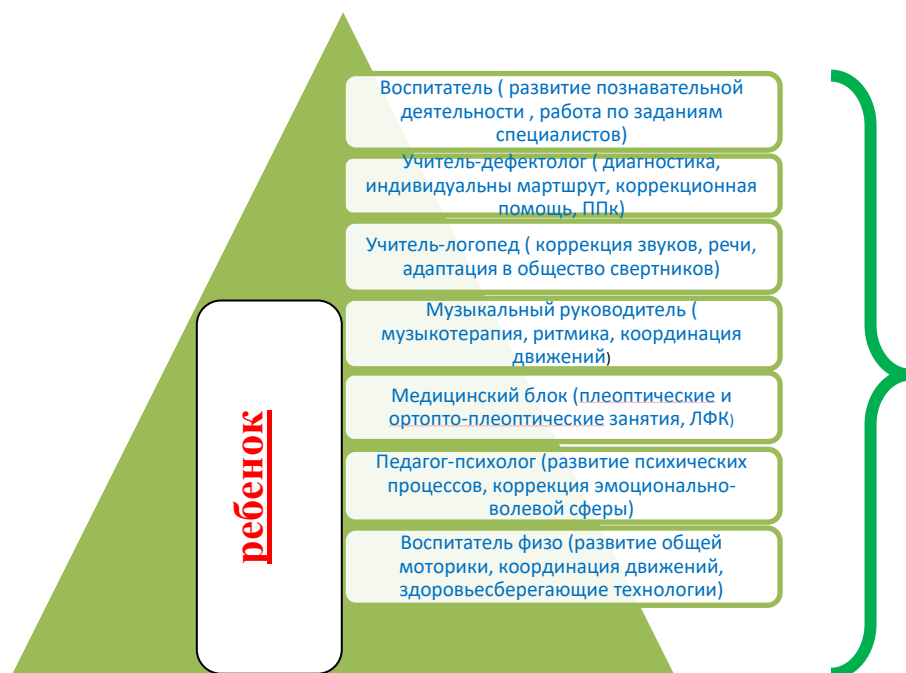 Воспитатель ( развитие познавательной
деятельности , работа по заданиям
специалистов)
Учитель-дефектолог ( диагностика,
индивидуальны мартшрут, коррекционная
помощь, ППк)
Учитель-логопед ( коррекция звуков, речи,
адаптация в общество свертников)
Музыкальный руководитель (
музыкотерапия, ритмика, координация
движений)
Медицинский блок (плеоптические и
ортопто-плеоптические занятия, ЛФК)
Педагог-психолог (развитие психических
процессов, коррекция эмоционально-
волевой сферы)
Воспитатель физо (развитие общей
моторики, координация движений,
здоровьесберегающие технологии)
ребенок